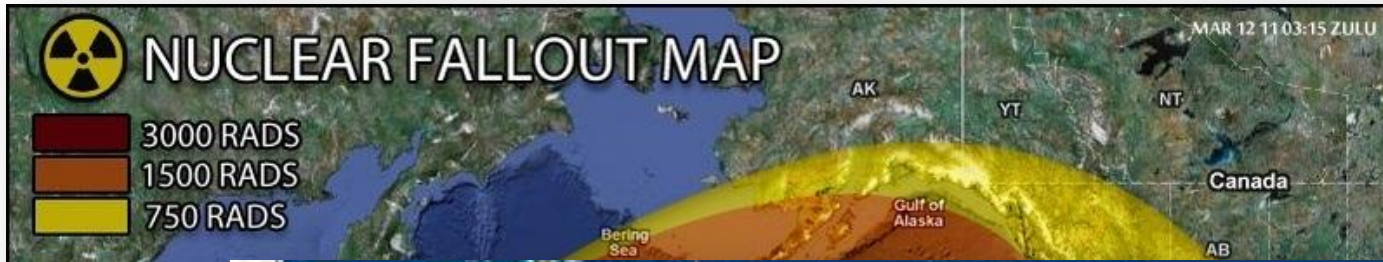 MAR 12 11 03:15 ZULU
NUCLEAR FALLOUT MAP
3000 RADS
1500 RADS
750 RADS
AK
YT
NT
Canada
Gulf of
Alaska
Bering
Sea
AB